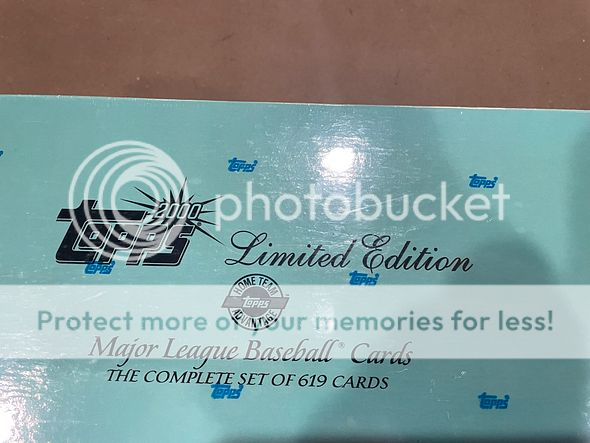 Topps
Topps
photobucket
2000
Topps
Limited Edition
Topps
Topps
HOME TEAM
Topps
ADVANTAGE
Protect more of your memories for less!
Major League Baseball® Cards
THE COMPLETE SET OF 619 CARDS
Topps
Topps